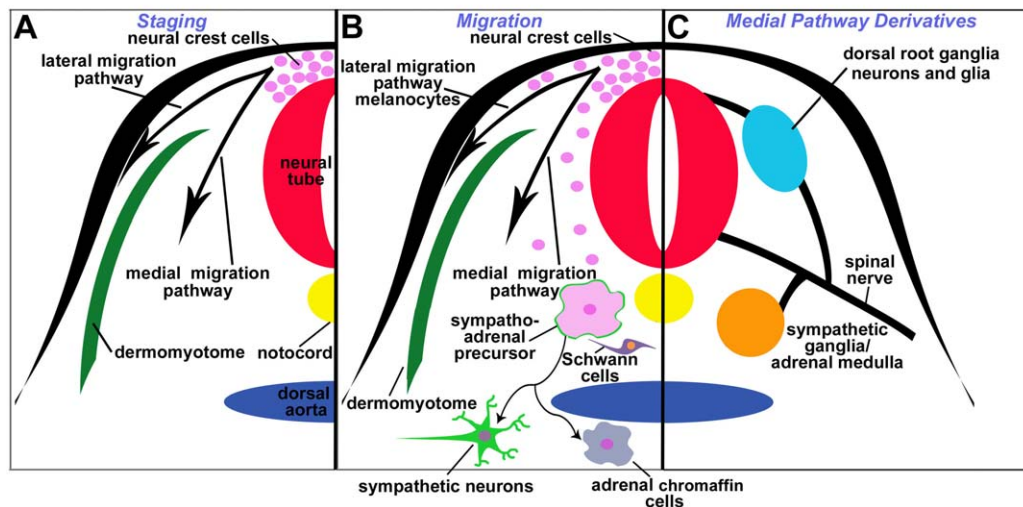 A
Staging
neural crest cells
lateral migration
pathway
neural
tube
medial migration
pathway
dermomyotome
notocord
dorsal
aorta
B
Migration
neural crest cells
lateral migration
pathway
melanocytes
medial migration
pathway
sympatho-
adrenal
precursor
Schwann
cells
dermomyotome
sympathetic neurons
adrenal chromaffin
cells
C
Medial Pathway Derivatives
dorsal root ganglia
neurons and glia
spinal
nerve
sympathetic
ganglia/
adrenal medulla